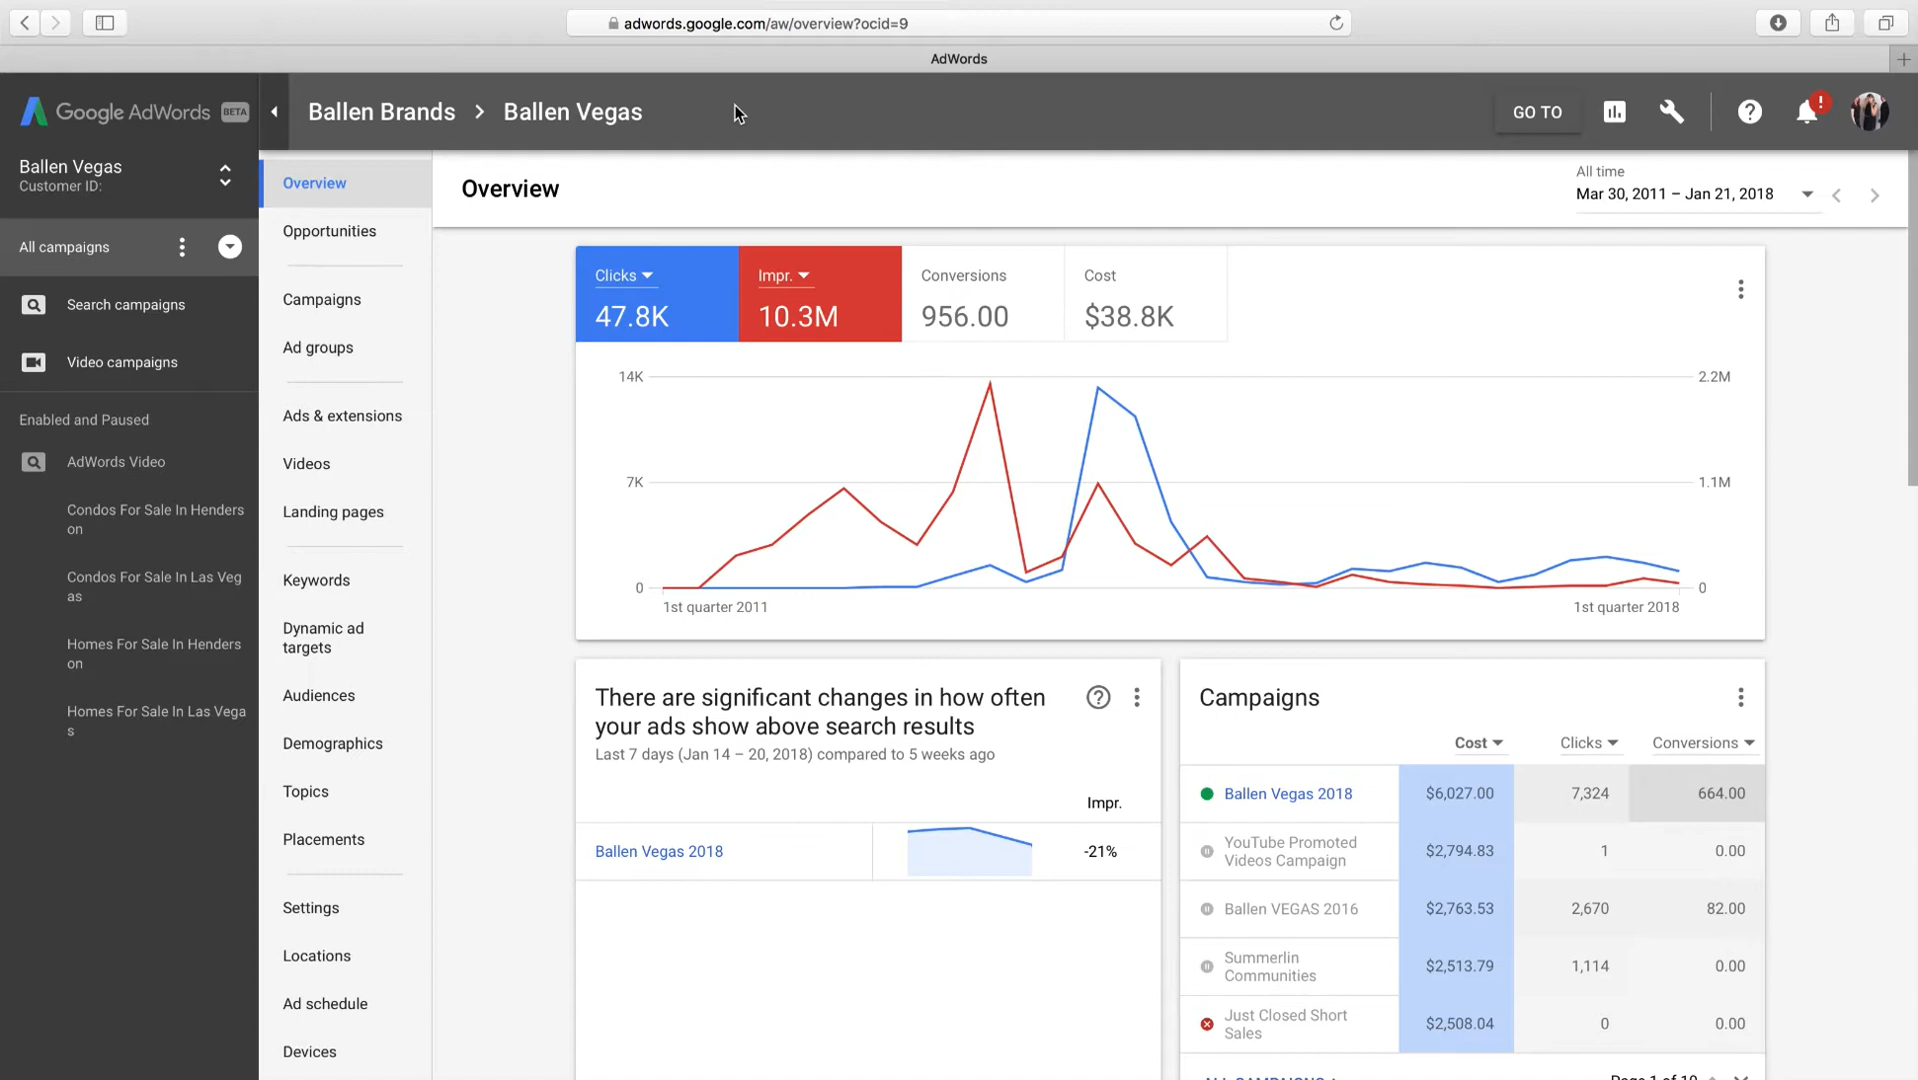 adwords.google.com/aw/overview?ocid=9
AdWords
Google AdWords BETA
Ballen Brands > Ballen Vegas
GO TO
!
Ballen Vegas
Customer ID:
All campaigns
Search campaigns
Video campaigns
Enabled and Paused
AdWords Video
Condos For Sale In Henders
on
Condos For Sale In Las Veg
as
Homes For Sale In Henders
on
Homes For Sale In Las Vega
s
Overview
Opportunities
Campaigns
Ad groups
Ads & extensions
Videos
Landing pages
Keywords
Dynamic ad
targets
Audiences
Demographics
Topics
Placements
Settings
Locations
Ad schedule
Devices
Overview
All time
Mar 30, 2011 – Jan 21, 2018
Clicks
47.8K
Impr.
10.3M
Conversions
956.00
Cost
$38.8K
14K
2.2M
7K
1.1M
0
0
1st quarter 2011
1st quarter 2018
There are significant changes in how often
your ads show above search results
Last 7 days (Jan 14 – 20, 2018) compared to 5 weeks ago
Impr.
Ballen Vegas 2018
-21%
Campaigns
Cost Clicks Conversions
Ballen Vegas 2018 $6,027.00 7,324 664.00
YouTube Promoted
Videos Campaign $2,794.83 1 0.00
Ballen VEGAS 2016 $2,763.53 2,670 82.00
Summerlin
Communities $2,513.79 1,114 0.00
Just Closed Short
Sales $2,508.04 0 0.00
ALL CAMPAIGNS
Page 1 of 10